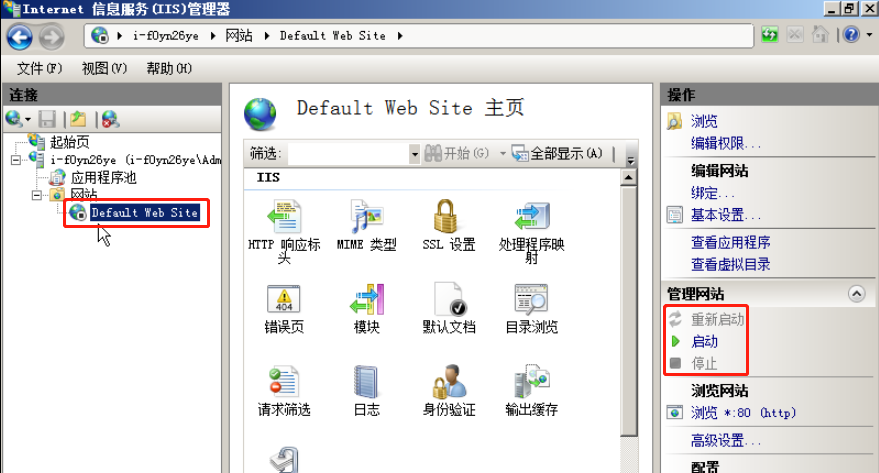 Internet 信息服务(IIS)管理器
i-f0yn26ye 网站 Default Web Site
文件(F) 视图(V) 帮助(H)
连接
起始页
i-f0yn26ye (i-f0yn26ye\Adm
应用程序池
网站
Default Web Site
Default Web Site 主页
筛选: 开始(G) 全部显示(A)
IIS
HTTP 响应标头
MIME 类型
SSL 设置
处理程序映射
404
错误页
模块
默认文档
目录浏览
请求筛选
日志
身份验证
输出缓存
操作
浏览
编辑权限...
编辑网站
绑定...
基本设置...
查看应用程序
查看虚拟目录
管理网站
重新启动
启动
停止
浏览网站
浏览 *:80 (http)
高级设置...
配置